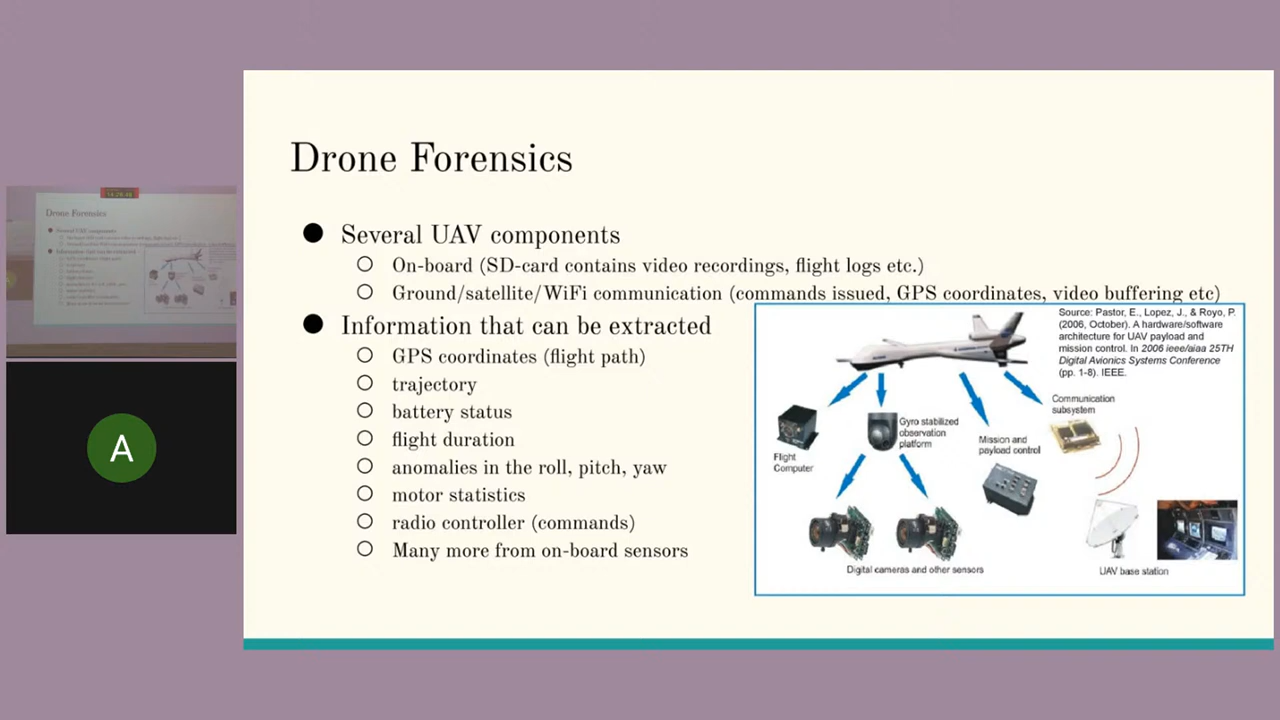 Drone Forensics
● Several UAV components
○ On-board (SD-card contains video recordings, flight logs etc.)
○ Ground/satellite/WiFi communication (commands issued, GPS coordinates, video buffering etc)
● Information that can be extracted
○ GPS coordinates (flight path)
○ trajectory
○ battery status
○ flight duration
○ anomalies in the roll, pitch, yaw
○ motor statistics
○ radio controller (commands)
○ Many more from on-board sensors
Source: Pastor, E., Lopez, J., & Royo, P.
(2006, October). A hardware/software
architecture for UAV payload and
mission control. In 2006 ieee/aiaa 25TH
Digital Avionics Systems Conference
(pp. 1-8). IEEE.
Communication
subsystem
Gyro stabilized
observation
platform
Mission and
payload control
Flight
Computer
Digital cameras and other sensors
UAV base station
Drone Forensics
A